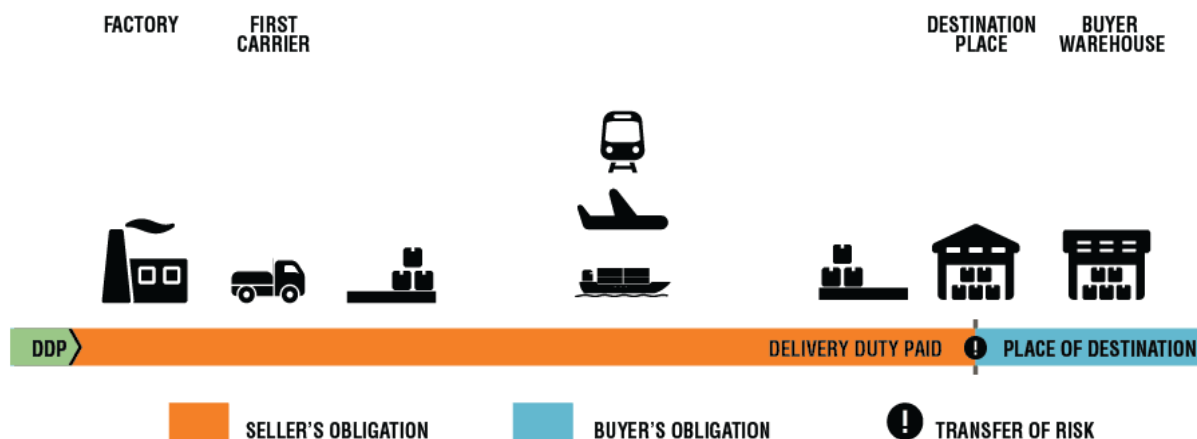 FACTORY
FIRST
CARRIER
DESTINATION
PLACE
BUYER
WAREHOUSE
DDP
DELIVERY DUTY PAID
!
PLACE OF DESTINATION
SELLER'S OBLIGATION
BUYER'S OBLIGATION
!
TRANSFER OF RISK